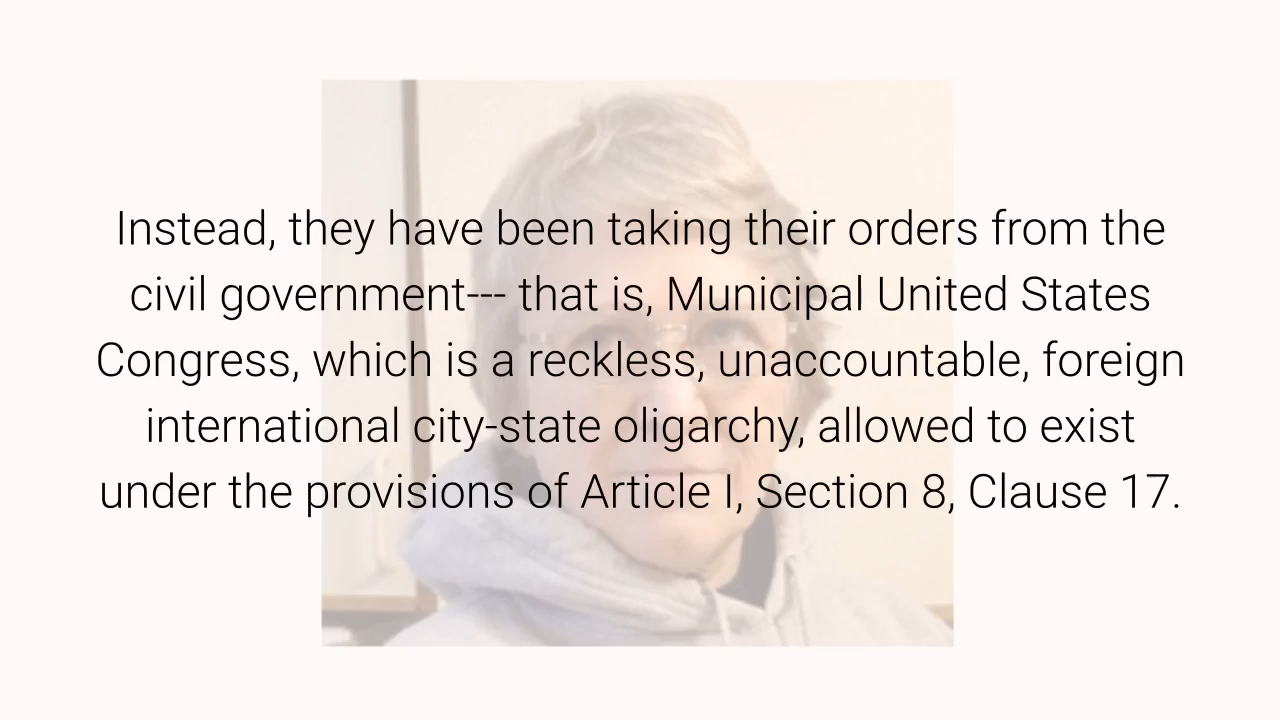 Instead, they have been taking their orders from the
civil government--- that is, Municipal United States
Congress, which is a reckless, unaccountable, foreign
international city-state oligarchy, allowed to exist
under the provisions of Article I, Section 8, Clause 17.